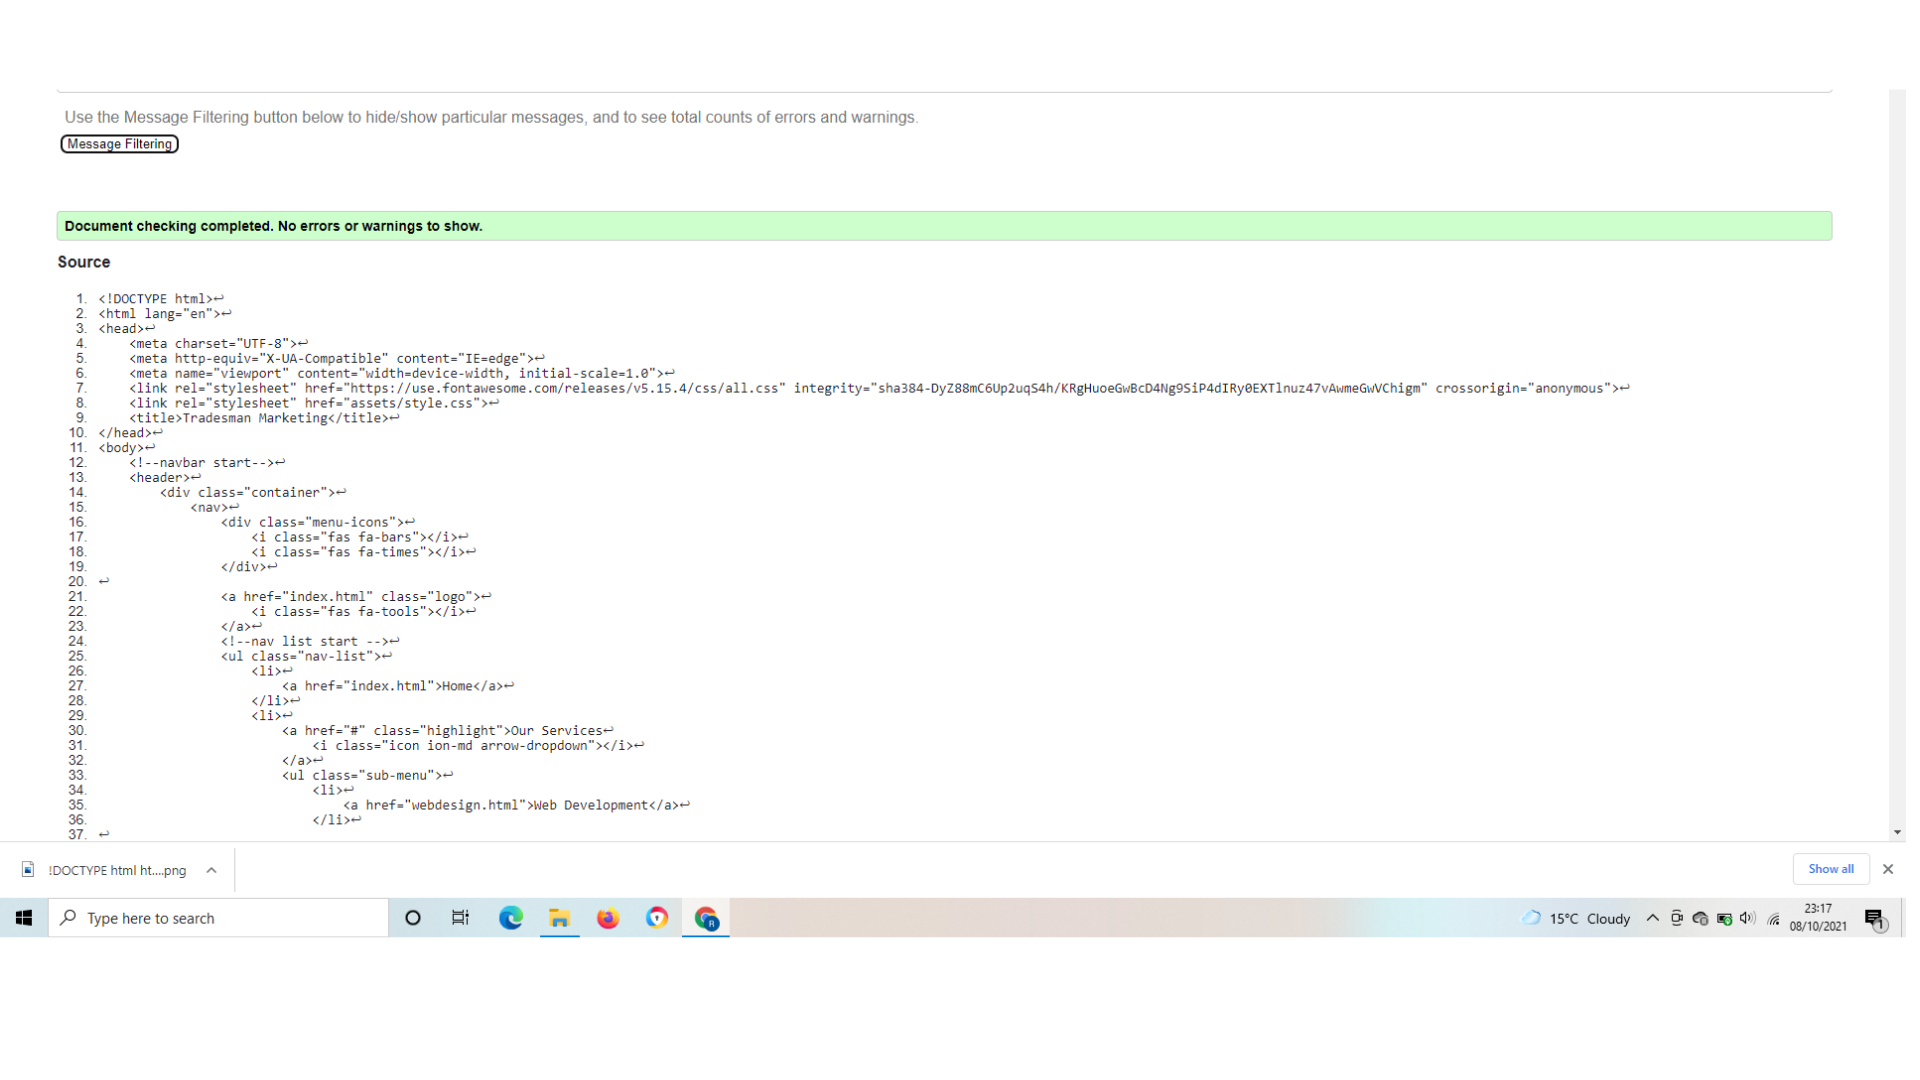 Use the Message Filtering button below to hide/show particular messages, and to see total counts of errors and warnings.
Message Filtering
Document checking completed. No errors or warnings to show.
Source
1. <!DOCTYPE html>↩
2. <html lang="en">↩
3. <head>↩
4.     <meta charset="UTF-8">↩
5.     <meta http-equiv="X-UA-Compatible" content="IE=edge">↩
6.     <meta name="viewport" content="width=device-width, initial-scale=1.0">↩
7.     <link rel="stylesheet" href="https://use.fontawesome.com/releases/v5.15.4/css/all.css" integrity="sha384-DyZ88mC6Up2uqS4h/KRgHuoeGwBcD4Ng9SiP4dIRy0EXTlnuz47vAwmeGwVChigm" crossorigin="anonymous">↩
8.     <link rel="stylesheet" href="assets/style.css">↩
9.     <title>Tradesman Marketing</title>↩
10. </head>↩
11. <body>↩
12.     <!--navbar start-->↩
13.     <header>↩
14.         <div class="container">↩
15.             <nav>↩
16.                 <div class="menu-icons">↩
17.                     <i class="fas fa-bars"></i>↩
18.                     <i class="fas fa-times"></i>↩
19.                 </div>↩
20. ↩
21.                 <a href="index.html" class="logo">↩
22.                     <i class="fas fa-tools"></i>↩
23.                 </a>↩
24.                 <!--nav list start -->↩
25.                 <ul class="nav-list">↩
26.                     <li>↩
27.                         <a href="index.html">Home</a>↩
28.                     </li>↩
29.                     <li>↩
30.                         <a href="#" class="highlight">Our Services↩
31.                             <i class="icon ion-md arrow-dropdown"></i>↩
32.                         </a>↩
33.                         <ul class="sub-menu">↩
34.                             <li>↩
35.                                 <a href="webdesign.html">Web Development</a>↩
36.                             </li>↩
37. ↩
!DOCTYPE html ht....png
Show all
Type here to search
15°C Cloudy
23:17
08/10/2021
1